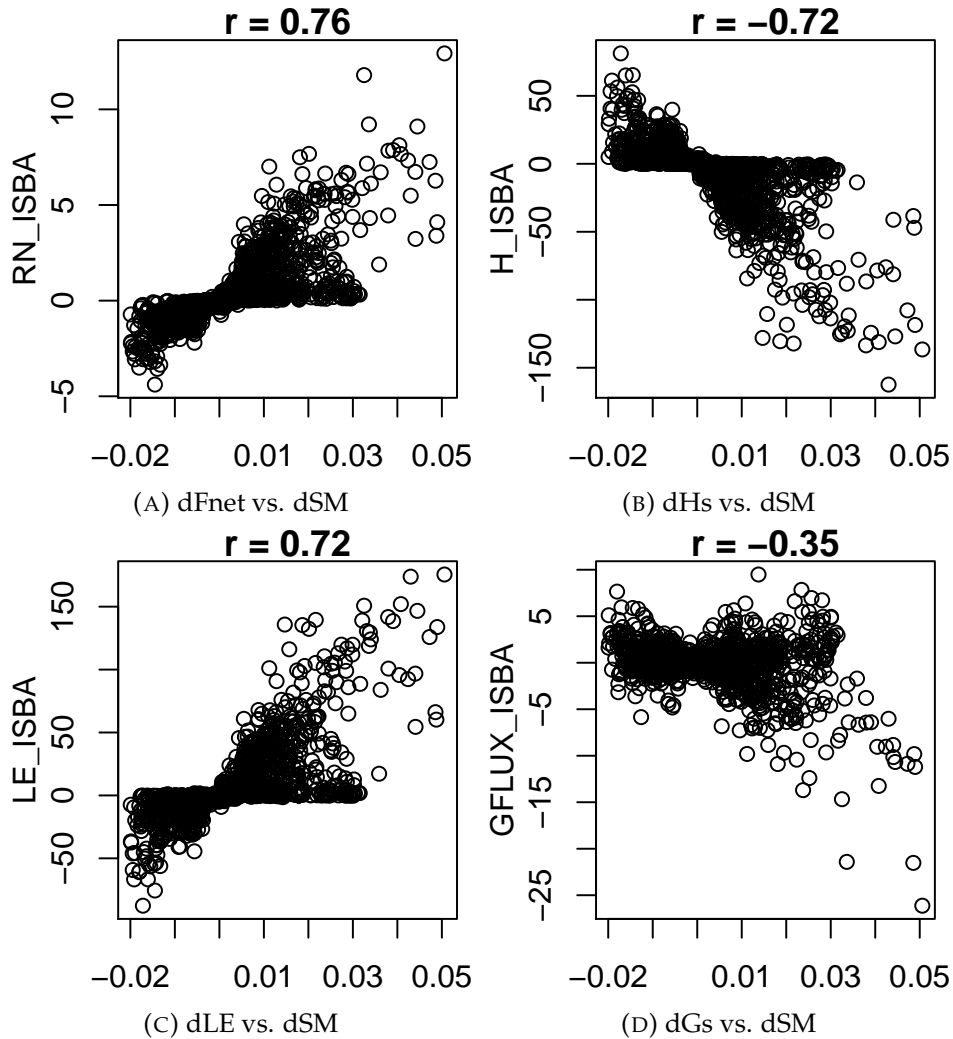 r = 0.76
RN_ISBA
10
5
0
−5
−0.02 0.01 0.03 0.05
(A) dFnet vs. dSM
r = −0.72
H_ISBA
50
0
−50
−150
−0.02 0.01 0.03 0.05
(B) dHs vs. dSM
r = 0.72
LE_ISBA
150
50
0
−50
−0.02 0.01 0.03 0.05
(C) dLE vs. dSM
r = −0.35
GFLUX_ISBA
5
−5
−15
−25
−0.02 0.01 0.03 0.05
(D) dGs vs. dSM